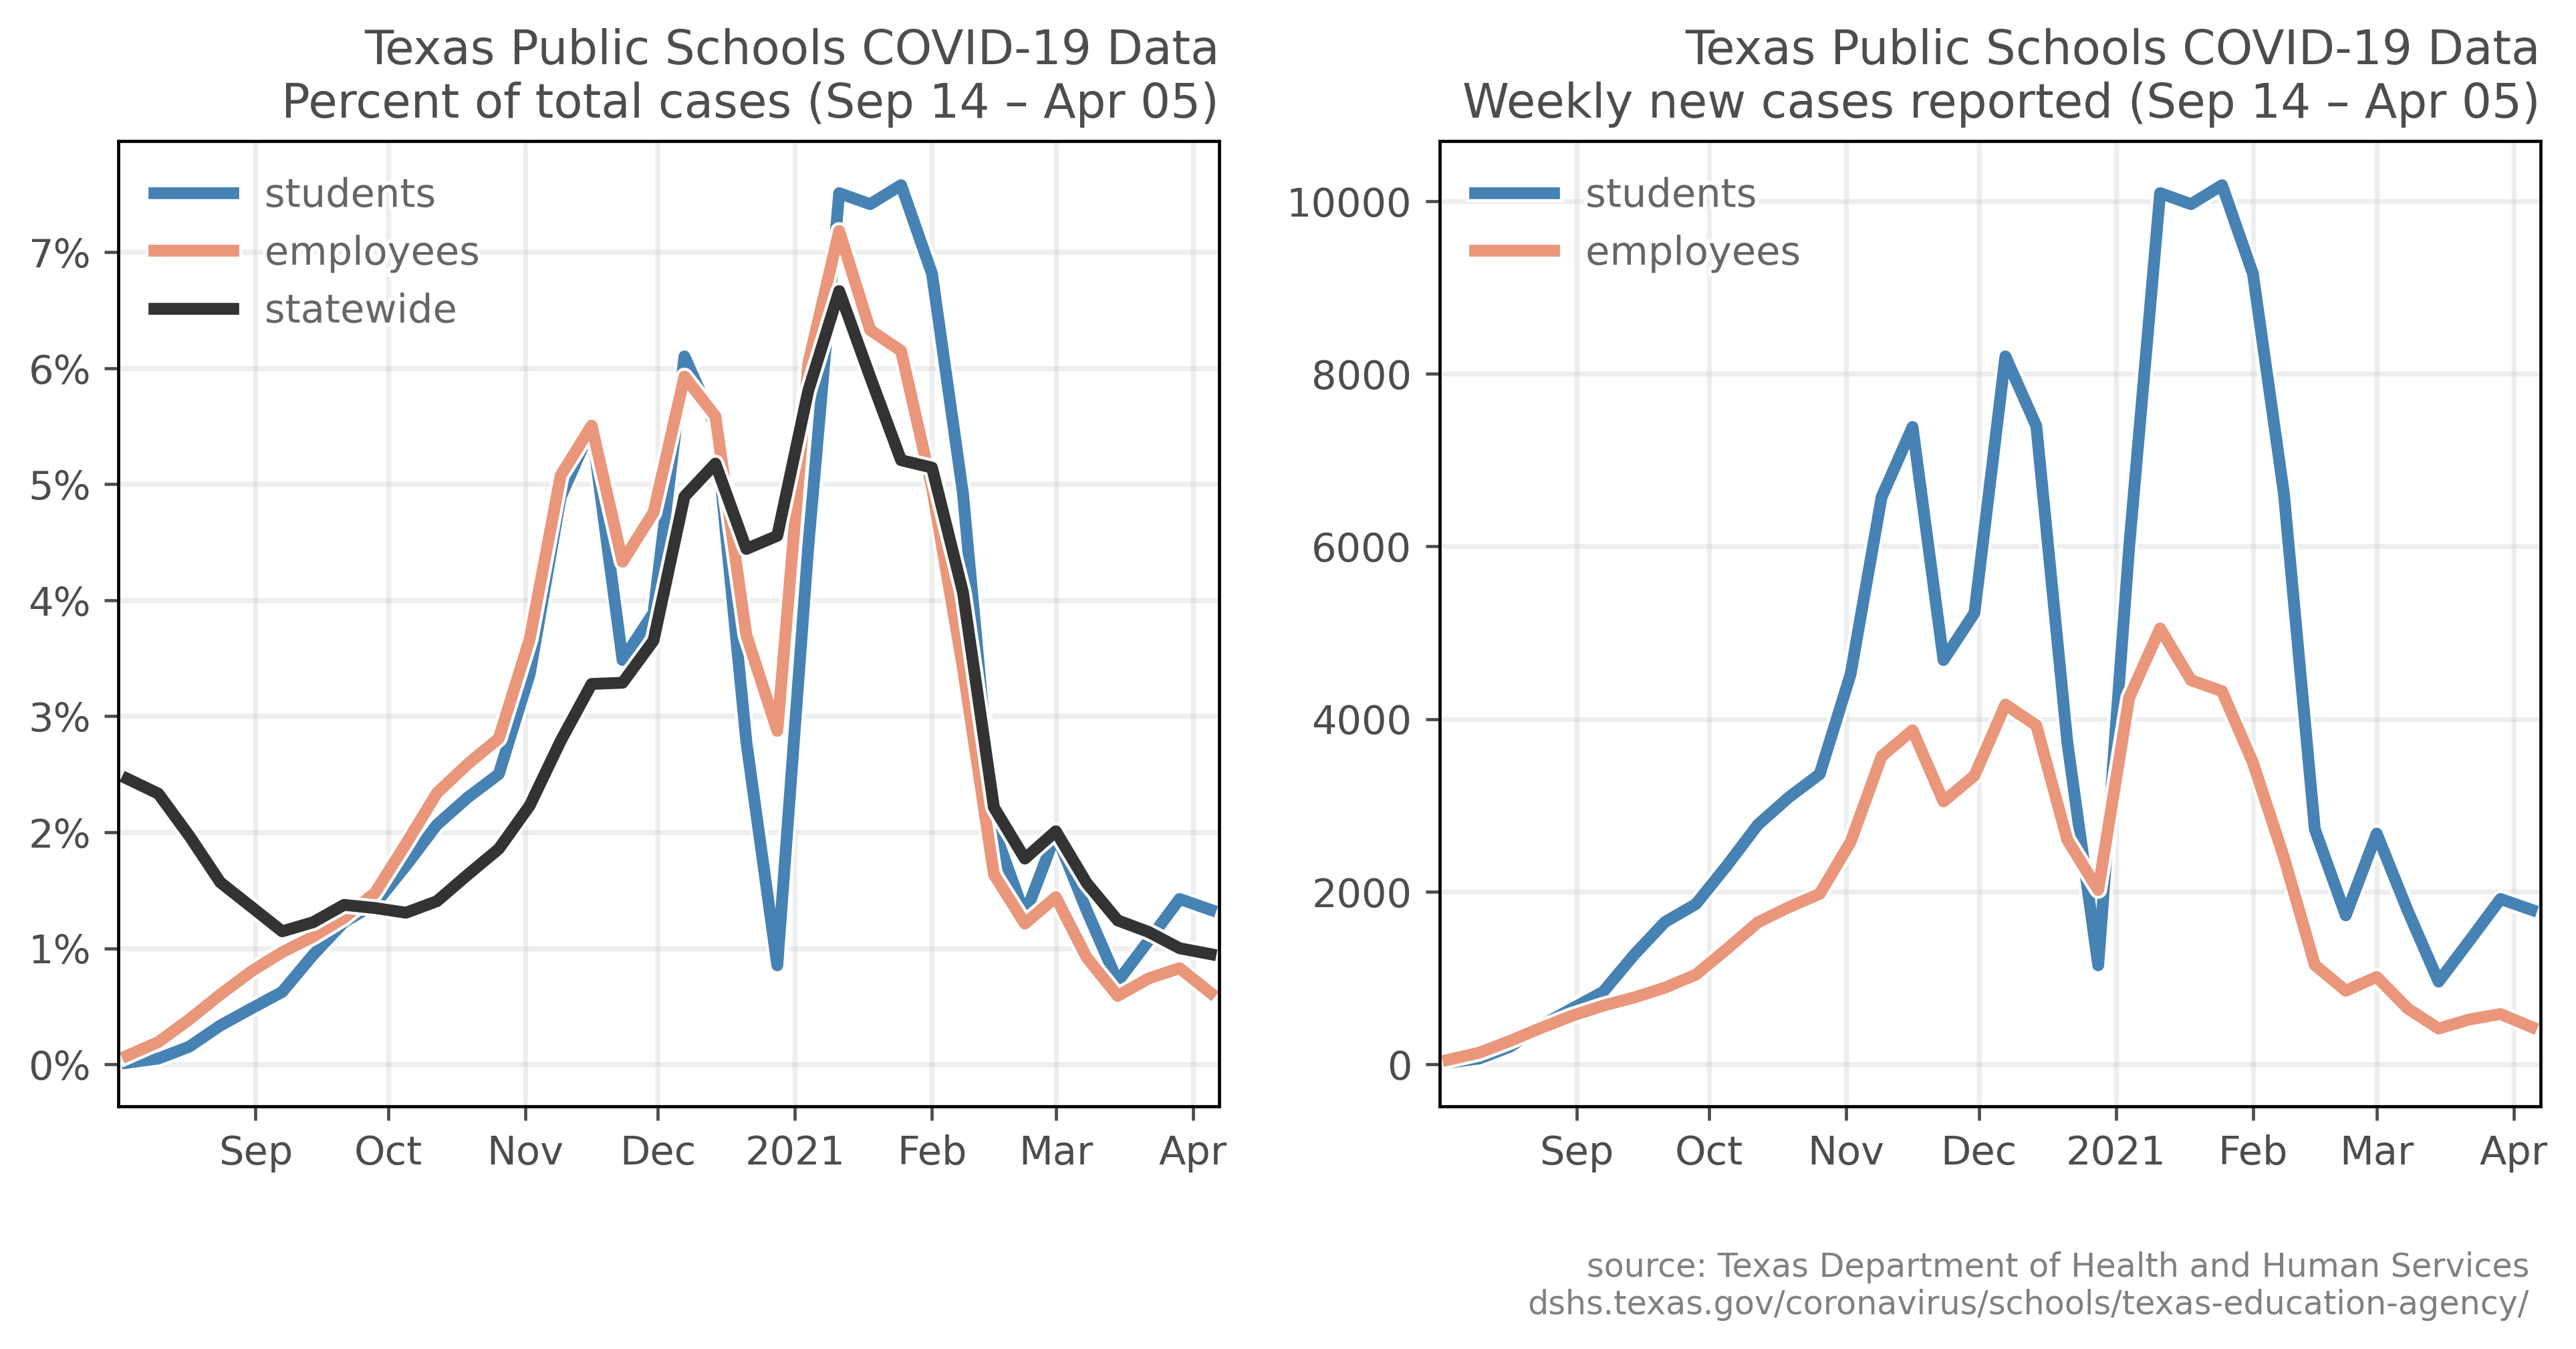 Texas Public Schools COVID-19 Data
Percent of total cases (Sep 14 – Apr 05)
students
employees
statewide
7%
6%
5%
4%
3%
2%
1%
0%
Sep Oct Nov Dec 2021 Feb Mar Apr
Texas Public Schools COVID-19 Data
Weekly new cases reported (Sep 14 – Apr 05)
students
employees
10000
8000
6000
4000
2000
0
Sep Oct Nov Dec 2021 Feb Mar Apr
source: Texas Department of Health and Human Services
dshs.texas.gov/coronavirus/schools/texas-education-agency/